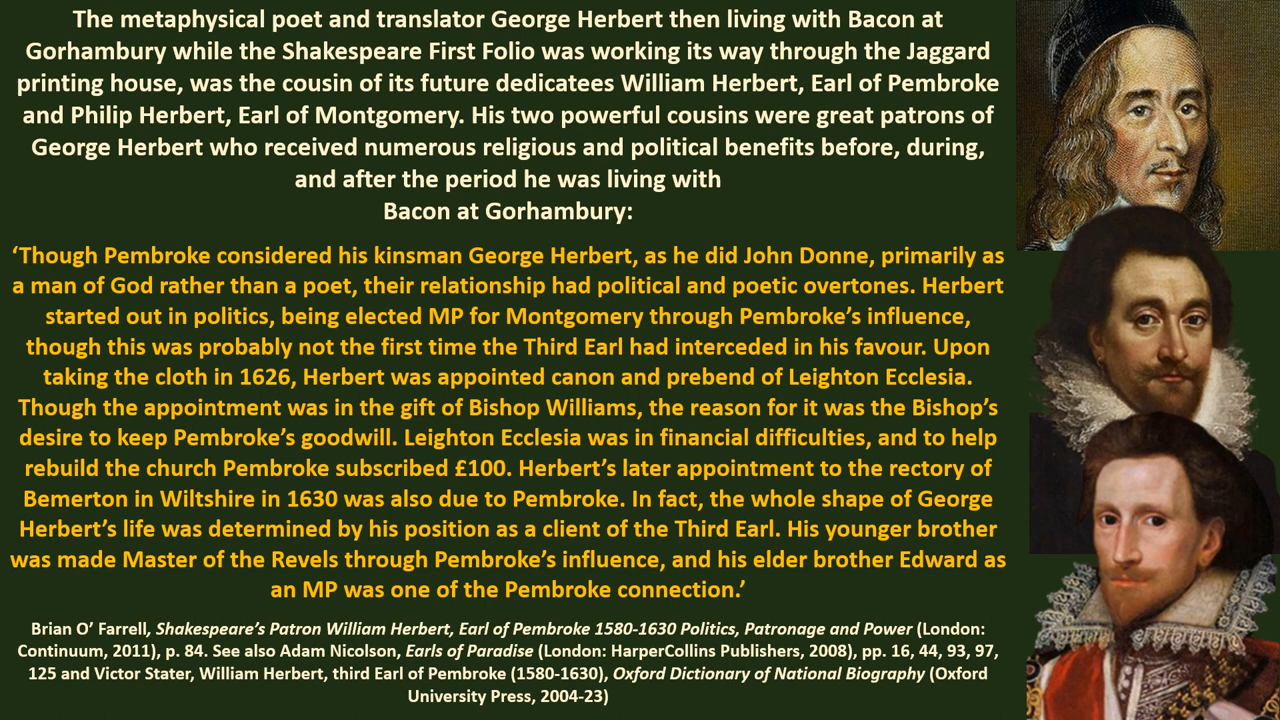 The metaphysical poet and translator George Herbert then living with Bacon at
Gorhambury while the Shakespeare First Folio was working its way through the Jaggard
printing house, was the cousin of its future dedicatees William Herbert, Earl of Pembroke
and Philip Herbert, Earl of Montgomery. His two powerful cousins were great patrons of
George Herbert who received numerous religious and political benefits before, during,
and after the period he was living with
Bacon at Gorhambury:
‘Though Pembroke considered his kinsman George Herbert, as he did John Donne, primarily as
a man of God rather than a poet, their relationship had political and poetic overtones. Herbert
started out in politics, being elected MP for Montgomery through Pembroke’s influence,
though this was probably not the first time the Third Earl had interceded in his favour. Upon
taking the cloth in 1626, Herbert was appointed canon and prebend of Leighton Ecclesia.
Though the appointment was in the gift of Bishop Williams, the reason for it was the Bishop’s
desire to keep Pembroke’s goodwill. Leighton Ecclesia was in financial difficulties, and to help
rebuild the church Pembroke subscribed £100. Herbert’s later appointment to the rectory of
Bemerton in Wiltshire in 1630 was also due to Pembroke. In fact, the whole shape of George
Herbert’s life was determined by his position as a client of the Third Earl. His younger brother
was made Master of the Revels through Pembroke’s influence, and his elder brother Edward as
an MP was one of the Pembroke connection.’
Brian O’ Farrell, Shakespeare’s Patron William Herbert, Earl of Pembroke 1580-1630 Politics, Patronage and Power (London:
Continuum, 2011), p. 84. See also Adam Nicolson, Earls of Paradise (London: HarperCollins Publishers, 2008), pp. 16, 44, 93, 97,
125 and Victor Stater, William Herbert, third Earl of Pembroke (1580-1630), Oxford Dictionary of National Biography (Oxford
University Press, 2004-23)